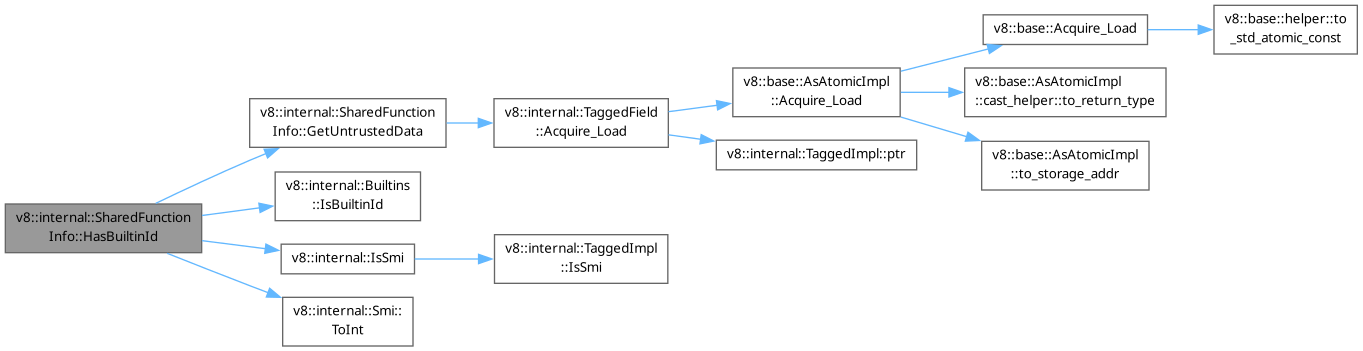 v8::internal::SharedFunction
Info::HasBuiltinId
v8::internal::SharedFunction
Info::GetUntrustedData
v8::internal::TaggedField
::Acquire_Load
v8::base::AsAtomicImpl
::Acquire_Load
v8::base::Acquire_Load
v8::base::helper::to
_std_atomic_const
v8::base::AsAtomicImpl
::cast_helper::to_return_type
v8::base::AsAtomicImpl
::to_storage_addr
v8::internal::TaggedImpl::ptr
v8::internal::Builtins
::IsBuiltinId
v8::internal::IsSmi
v8::internal::TaggedImpl
::IsSmi
v8::internal::Smi::
ToInt